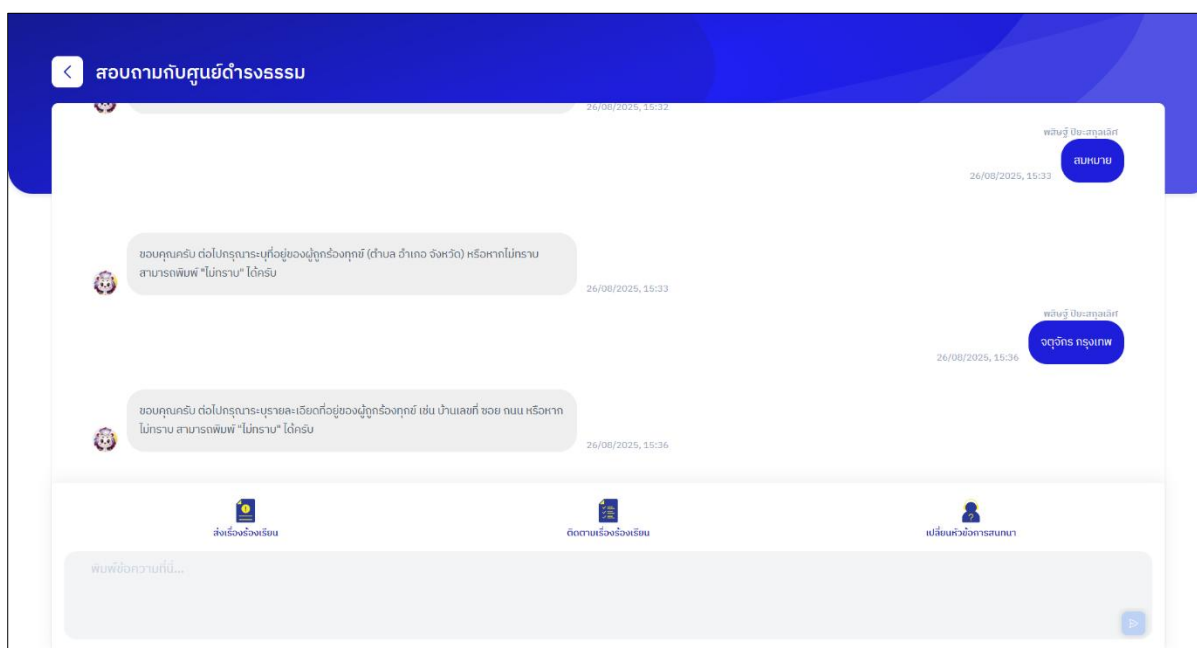 สอบถามกับศูนย์ดำรงธรรม
26/08/2025, 15:32
พสิษฐ์ ปิยะสกุลเลิศ
สมหมาย
26/08/2025, 15:33
ขอบคุณครับ ต่อไปกรุณาระบุที่อยู่ของผู้ถูกร้องทุกข์ (ตำบล อำเภอ จังหวัด) หรือหากไม่ทราบ
สามารถพิมพ์ "ไม่ทราบ" ได้ครับ
26/08/2025, 15:33
พสิษฐ์ ปิยะสกุลเลิศ
จตุจักร กรุงเทพ
26/08/2025, 15:36
ขอบคุณครับ ต่อไปกรุณาระบุรายละเอียดที่อยู่ของผู้ถูกร้องทุกข์ เช่น บ้านเลขที่ ซอย ถนน หรือหาก
ไม่ทราบ สามารถพิมพ์ "ไม่ทราบ" ได้ครับ
26/08/2025, 15:36
ส่งเรื่องร้องเรียน
ติดตามเรื่องร้องเรียน
เปลี่ยนหัวข้อการสนทนา
พิมพ์ข้อความที่นี่...